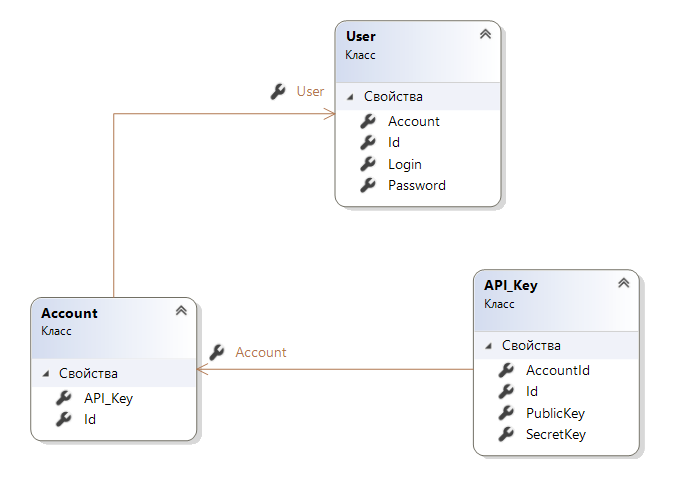 User
Класс
User
Свойства
Account
Id
Login
Password
Account
Класс
Свойства
API_Key
Id
Account
API_Key
Класс
Свойства
AccountId
Id
PublicKey
SecretKey